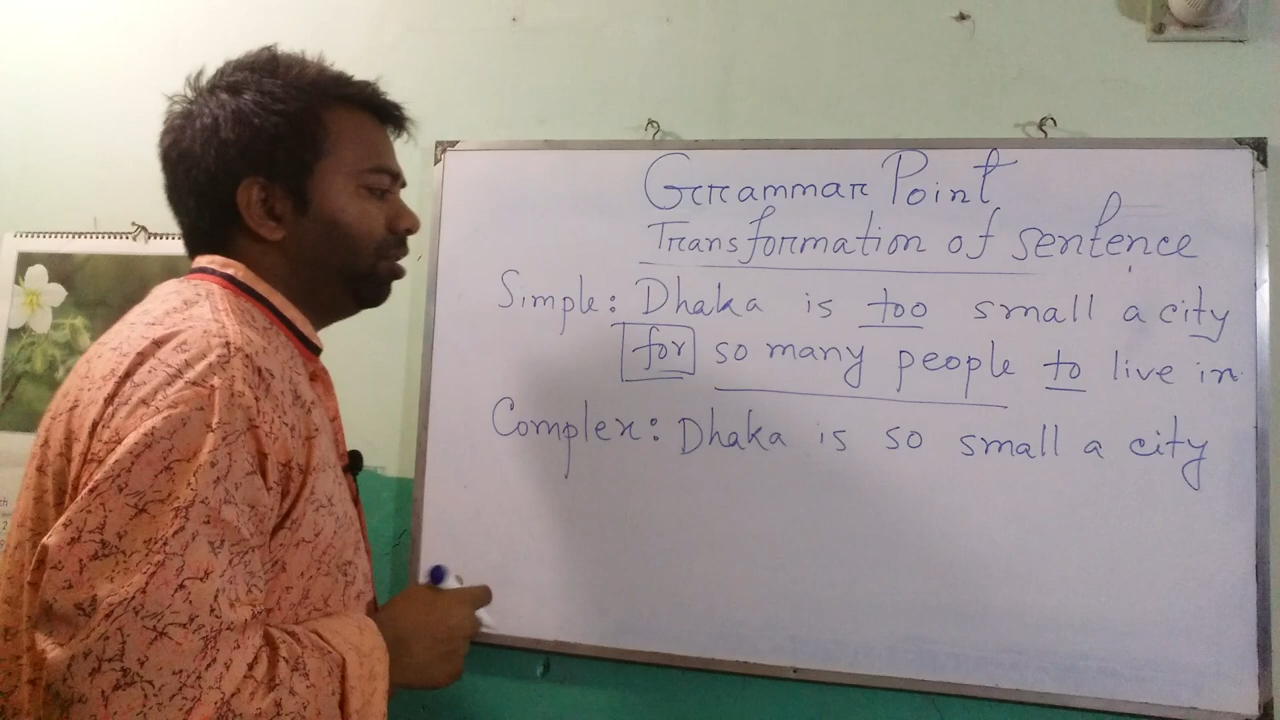 Grammar Point
Transformation of sentence
Simple: Dhaka is too small a city
for so many people to live in.
Complex: Dhaka is so small a city